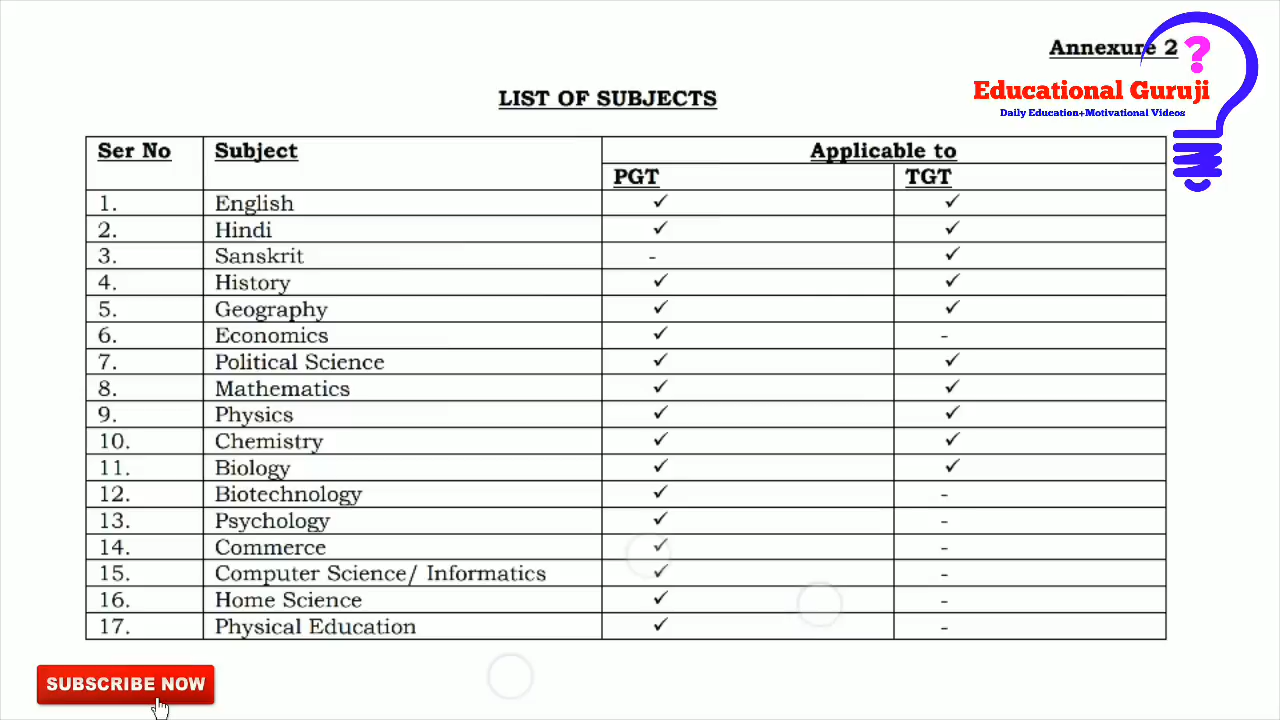 Annexure 2
?
Educational Guruji
Daily Education+Motivational Videos
LIST OF SUBJECTS
Ser No Subject Applicable to
PGT TGT
1. English ✓ ✓
2. Hindi ✓ ✓
3. Sanskrit - ✓
4. History ✓ ✓
5. Geography ✓ ✓
6. Economics ✓ -
7. Political Science ✓ ✓
8. Mathematics ✓ ✓
9. Physics ✓ ✓
10. Chemistry ✓ ✓
11. Biology ✓ ✓
12. Biotechnology ✓ -
13. Psychology ✓ -
14. Commerce ✓ -
15. Computer Science/ Informatics ✓ -
16. Home Science ✓ -
17. Physical Education ✓ -
SUBSCRIBE NOW